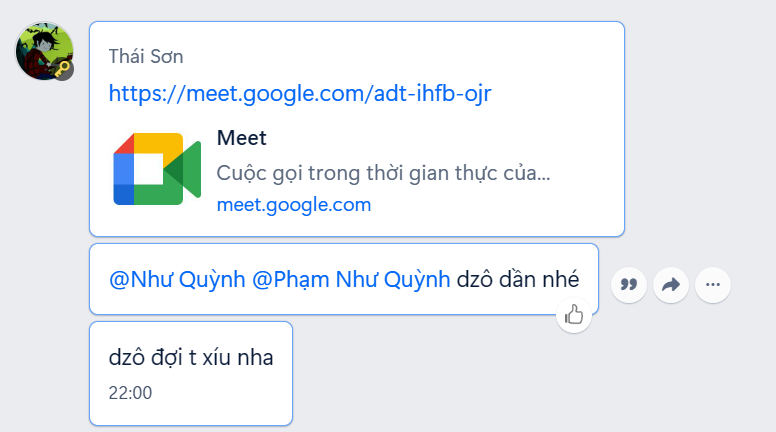 Thái Sơn
https://meet.google.com/adt-ihfb-ojr
Meet
Cuộc gọi trong thời gian thực của...
meet.google.com
@Như Quỳnh @Phạm Như Quỳnh dzô dần nhé
dzô đợi t xíu nha
22:00